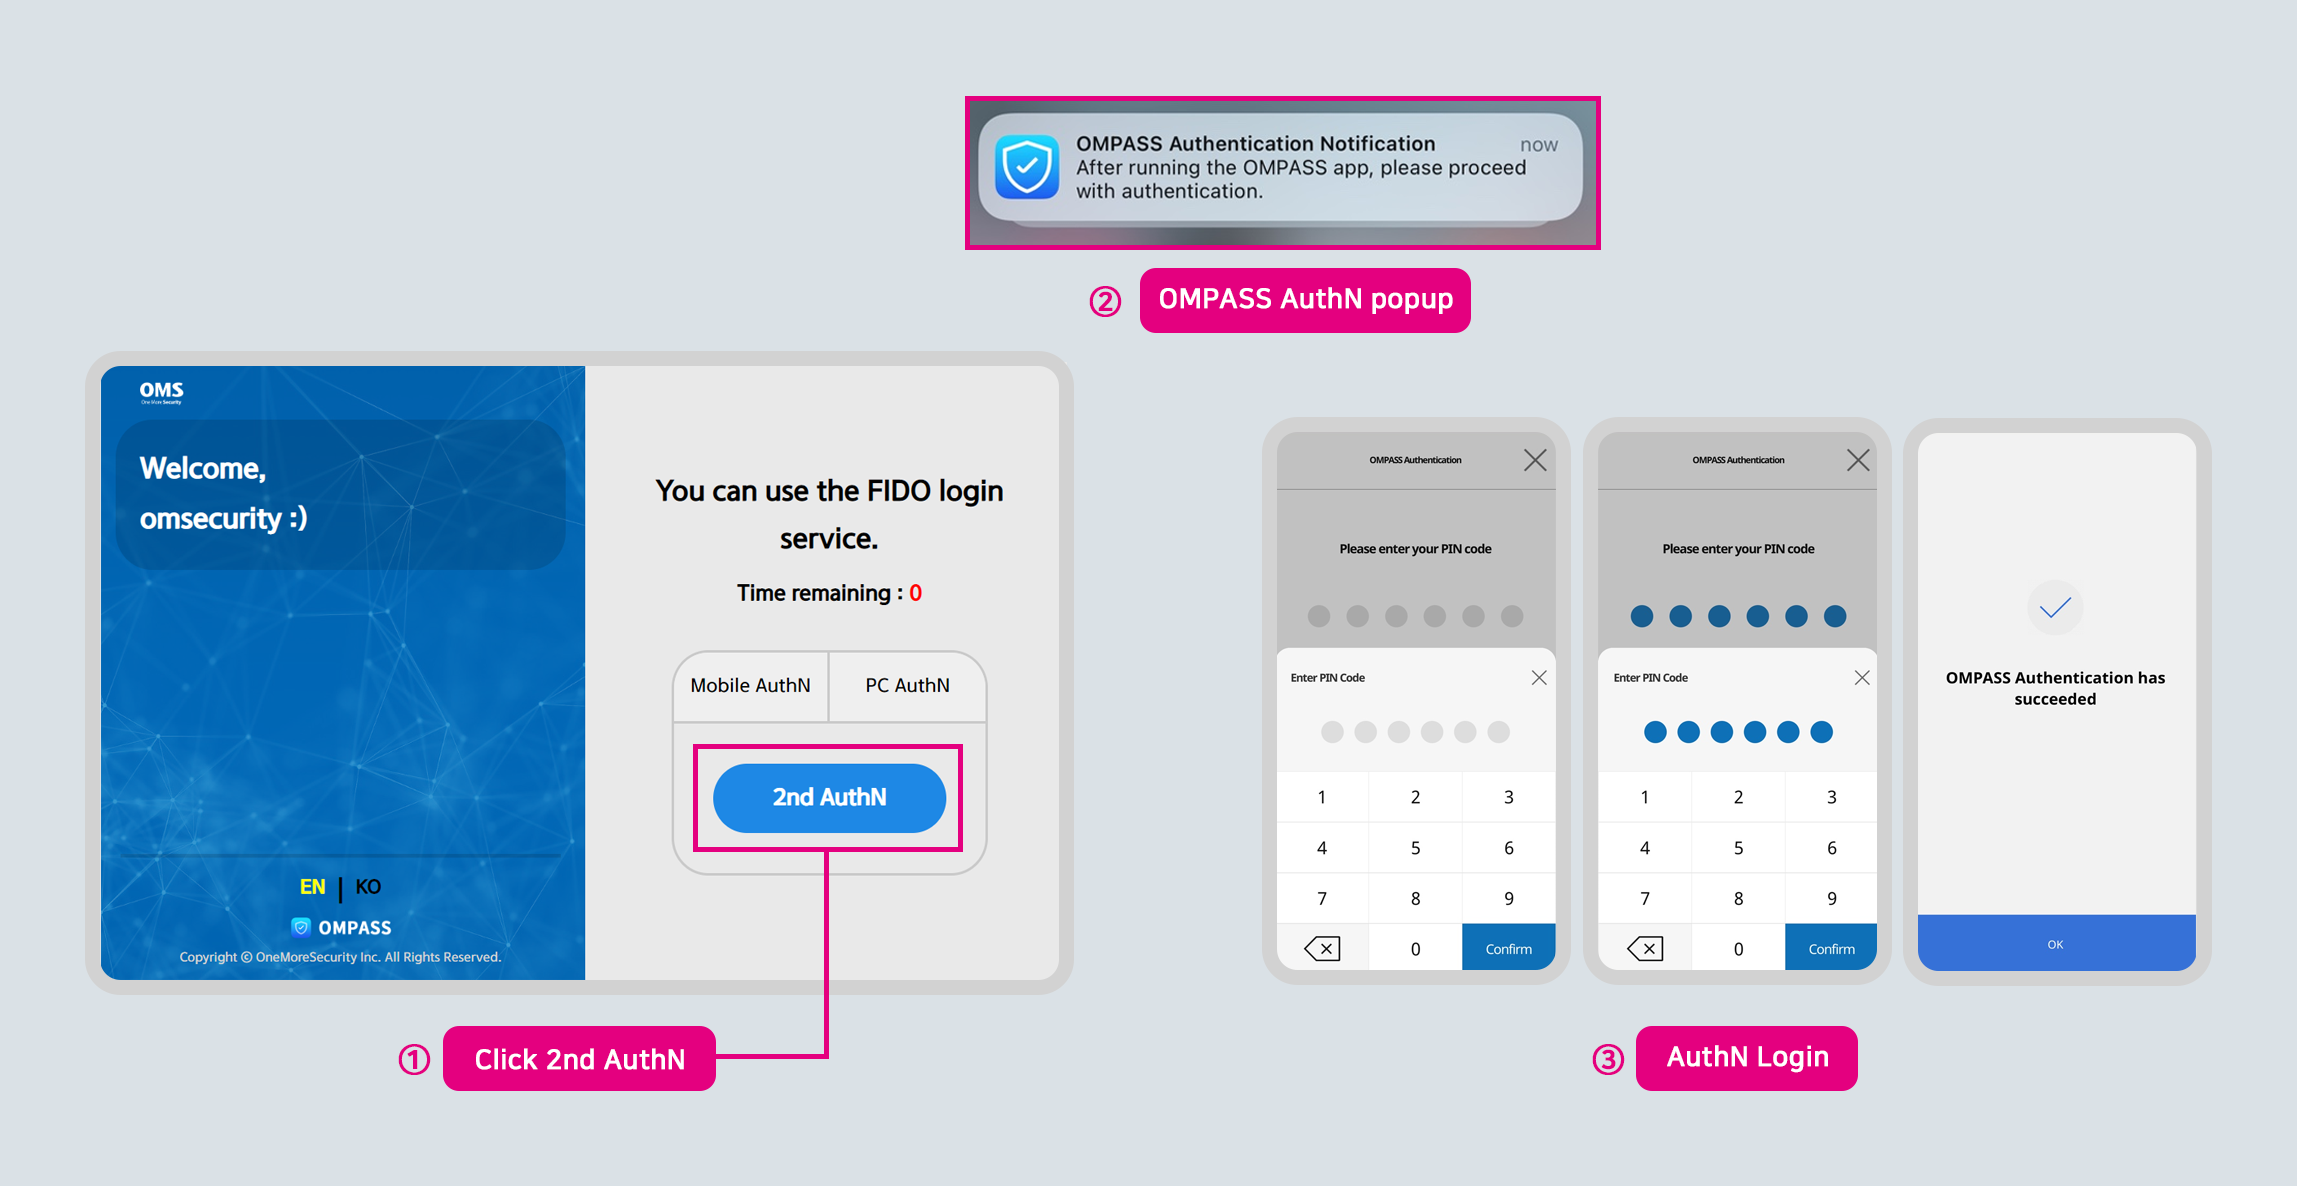 OMPASS Authentication Notification
now
After running the OMPASS app, please proceed
with authentication.
② OMPASS AuthN popup
OMS
One More Security
Welcome,
omsecurity :)
EN | KO
OMPASS
Copyright © OneMoreSecurity Inc. All Rights Reserved.
You can use the FIDO login
service.
Time remaining : 0
Mobile AuthN
PC AuthN
2nd AuthN
① Click 2nd AuthN
OMPASS Authentication
Please enter your PIN code
Enter PIN Code
1 2 3
4 5 6
7 8 9
0 Confirm
OMPASS Authentication
Please enter your PIN code
Enter PIN Code
1 2 3
4 5 6
7 8 9
0 Confirm
OMPASS Authentication has
succeeded
OK
③ AuthN Login